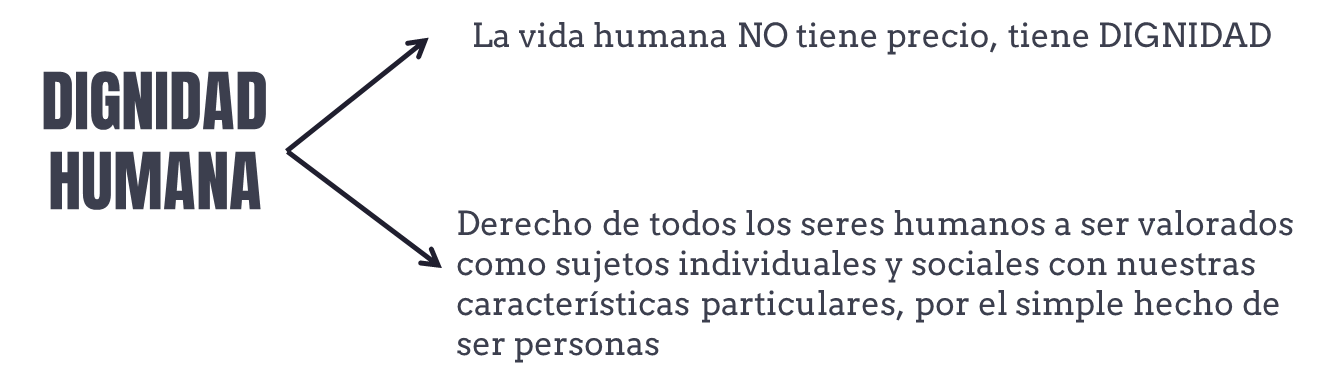 DIGNIDAD
HUMANA
La vida humana NO tiene precio, tiene DIGNIDAD
Derecho de todos los seres humanos a ser valorados
como sujetos individuales y sociales con nuestras
características particulares, por el simple hecho de
ser personas